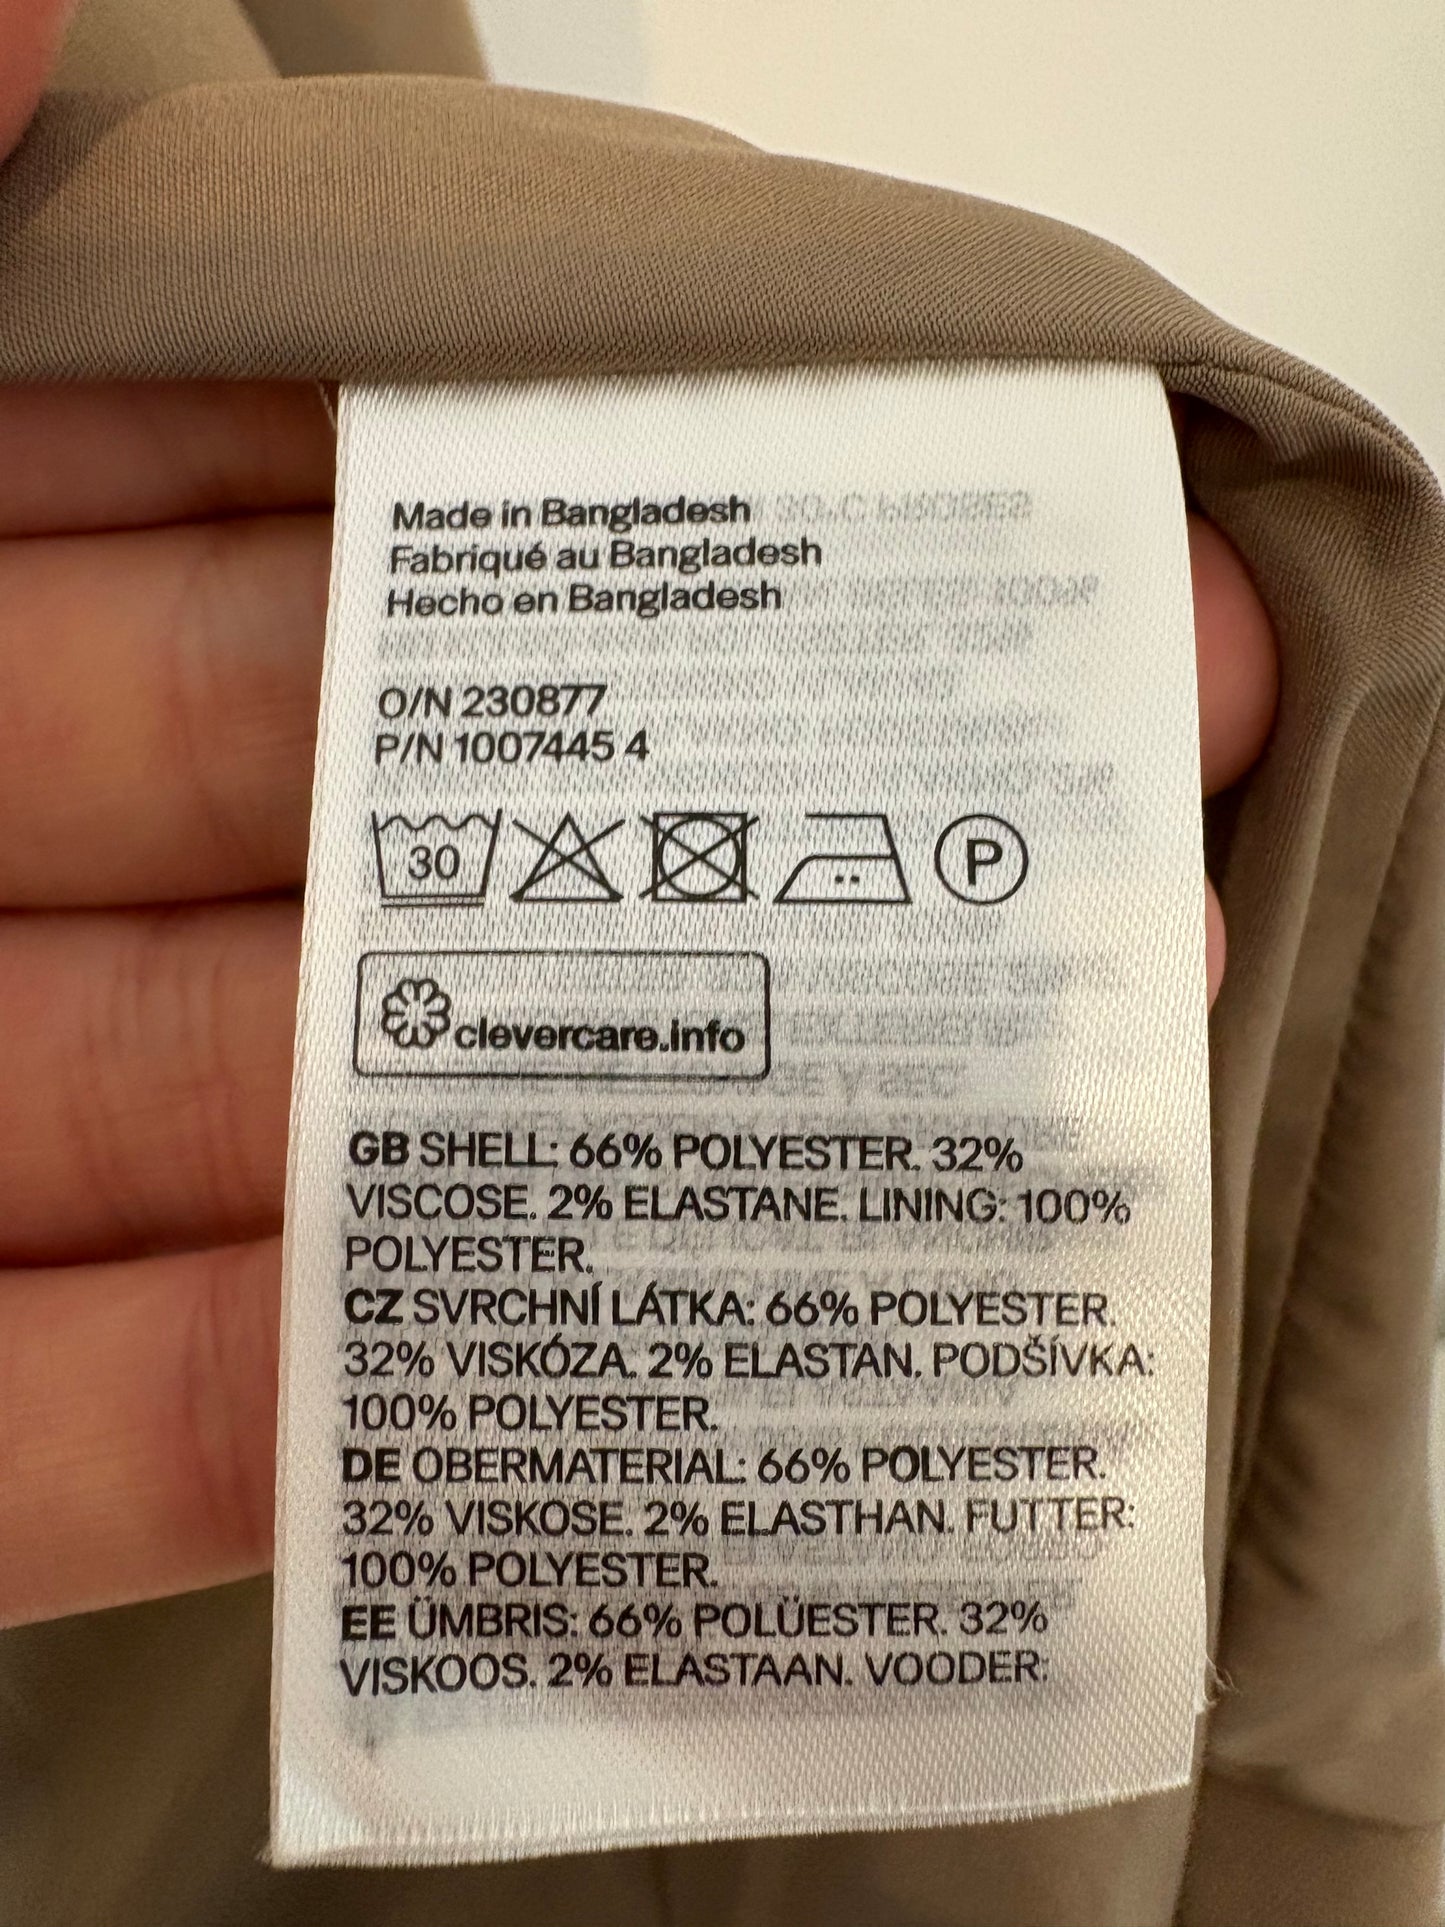 Made in Bangladesh
Fabriqué au Bangladesh
Hecho en Bangladesh
O/N 230877
P/N 1007445 4
30 P
clevercare.info
GB SHELL: 66% POLYESTER. 32%
VISCOSE. 2% ELASTANE. LINING: 100%
POLYESTER.
CZ SVRCHNÍ LÁTKA: 66% POLYESTER.
32% VISKÓZA. 2% ELASTAN. PODŠÍVKA:
100% POLYESTER.
DE OBERMATERIAL: 66% POLYESTER.
32% VISKOSE. 2% ELASTHAN. FUTTER:
100% POLYESTER.
EE ÜMBRIS: 66% POLÜESTER. 32%
VISKOOS. 2% ELASTAAN. VOODER: